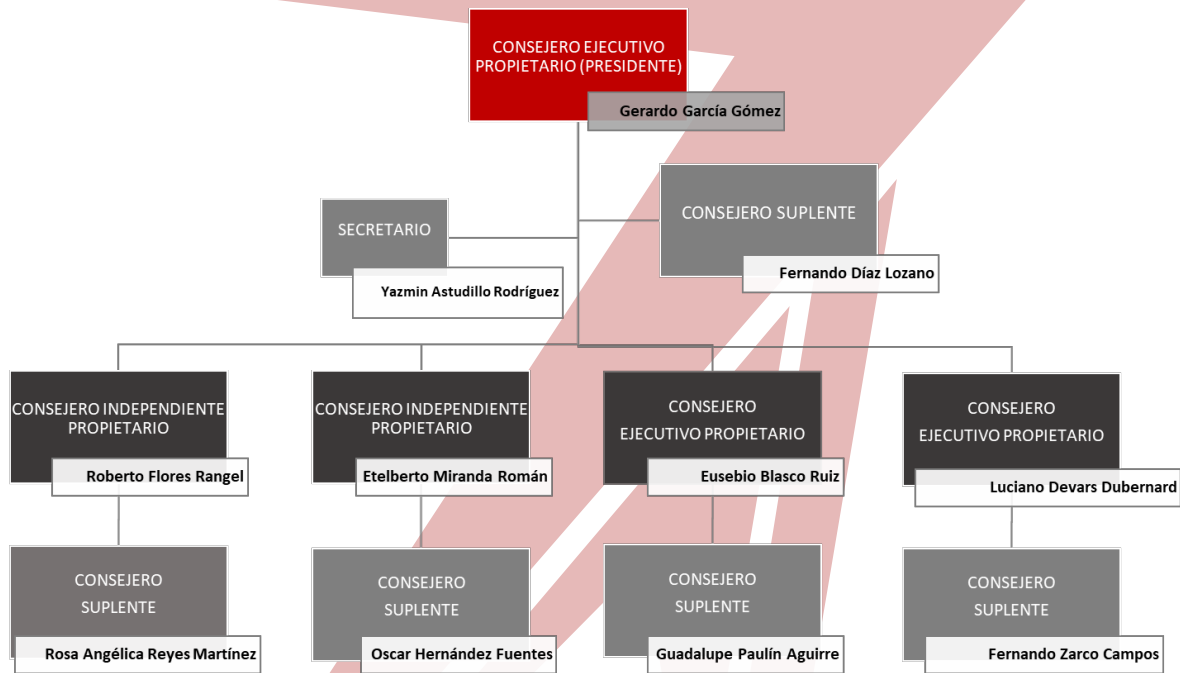 CONSEJERO EJECUTIVO
PROPIETARIO (PRESIDENTE)
Gerardo García Gómez
SECRETARIO
Yazmin Astudillo Rodríguez
CONSEJERO SUPLENTE
Fernando Díaz Lozano
CONSEJERO INDEPENDIENTE
PROPIETARIO
Roberto Flores Rangel
CONSEJERO INDEPENDIENTE
PROPIETARIO
Etelberto Miranda Román
CONSEJERO
EJECUTIVO PROPIETARIO
Eusebio Blasco Ruiz
CONSEJERO
EJECUTIVO PROPIETARIO
Luciano Devars Dubernard
CONSEJERO
SUPLENTE
Rosa Angélica Reyes Martínez
CONSEJERO
SUPLENTE
Oscar Hernández Fuentes
CONSEJERO
SUPLENTE
Guadalupe Paulín Aguirre
CONSEJERO
SUPLENTE
Fernando Zarco Campos